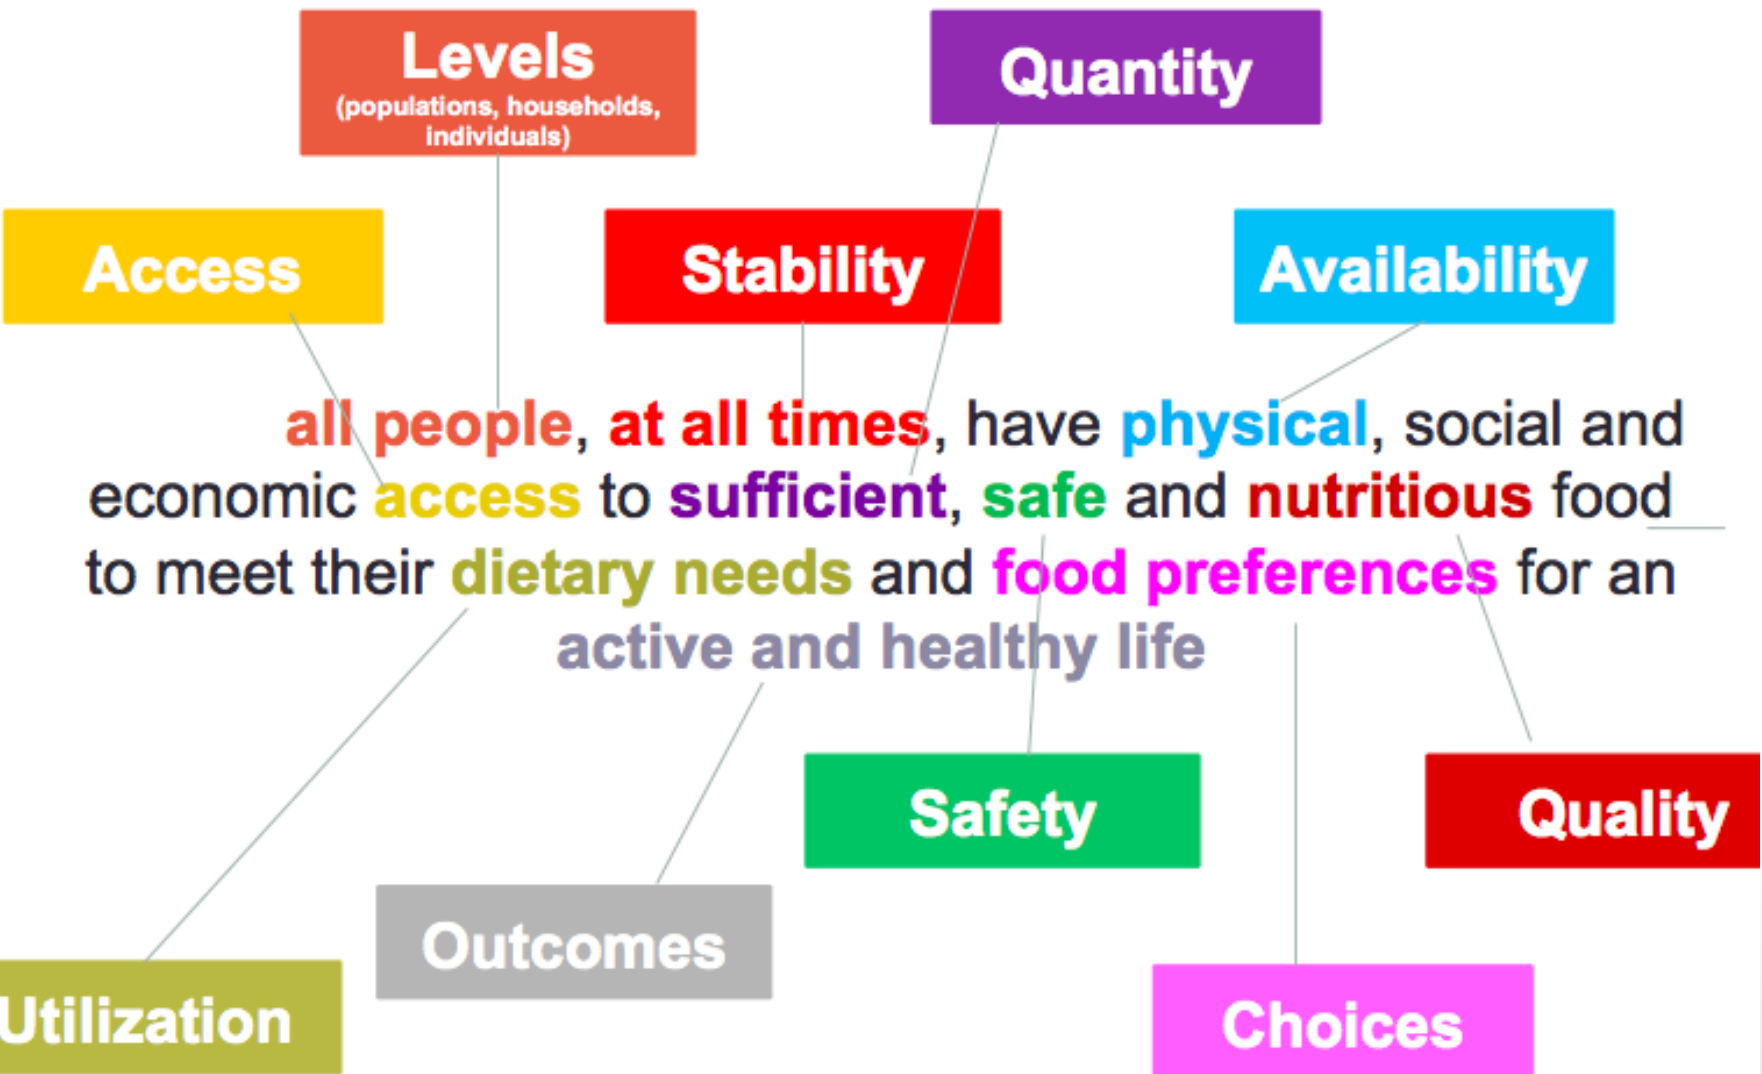 Levels
(populations, households,
individuals)
Quantity
Access
Stability
Availability
all people, at all times, have physical, social and
economic access to sufficient, safe and nutritious food
to meet their dietary needs and food preferences for an
active and healthy life
Safety
Quality
Outcomes
Utilization
Choices